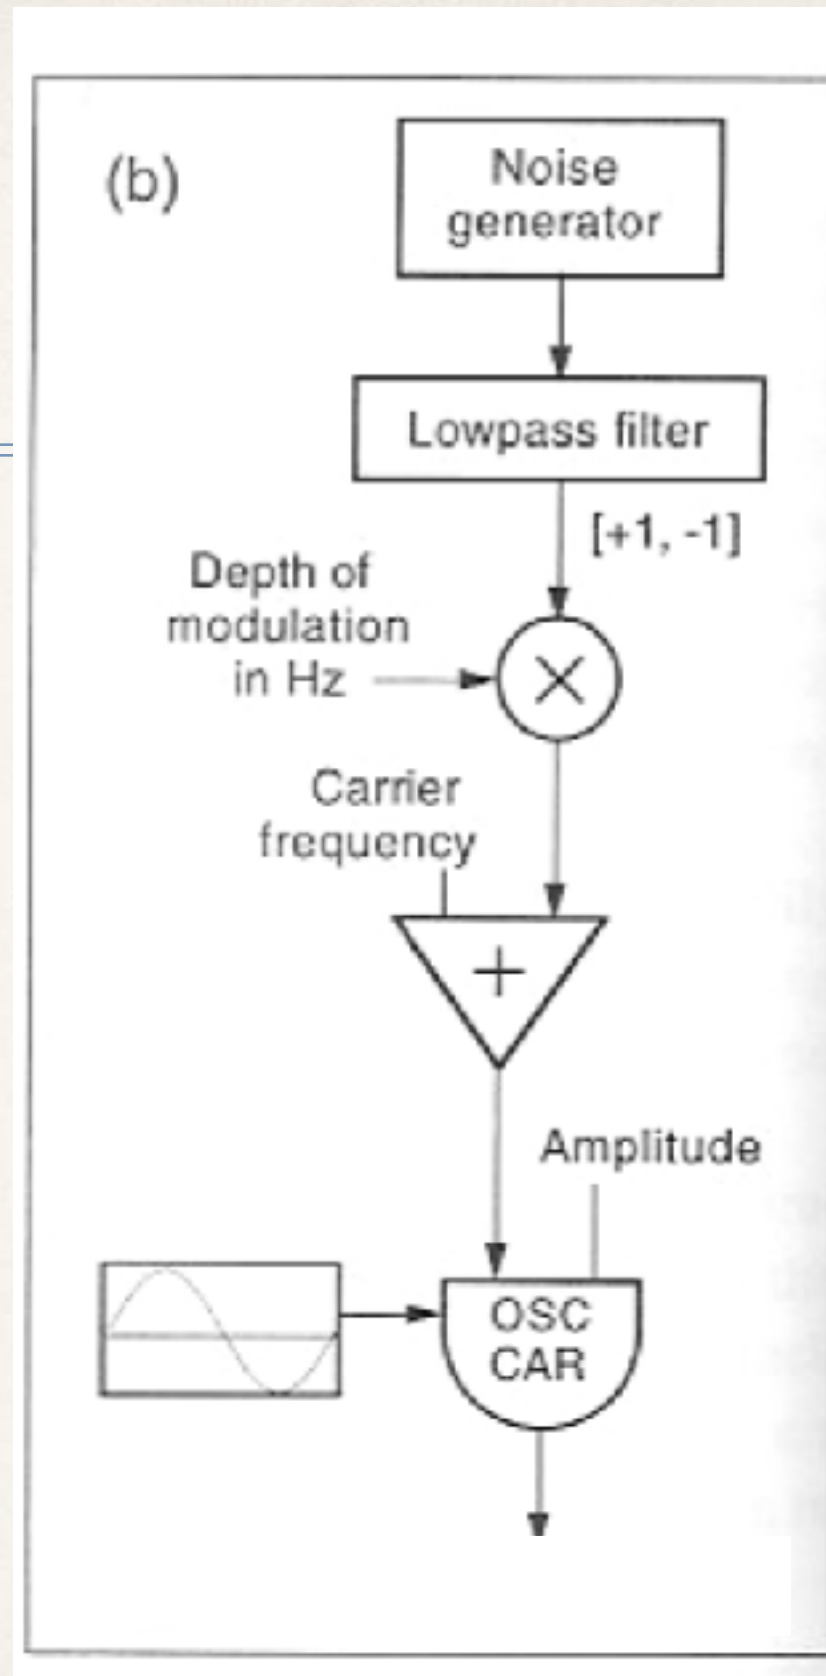 (b)
Noise
generator
Lowpass filter
[+1, -1]
Depth of
modulation
in Hz
×
Carrier
frequency
+
Amplitude
OSC
CAR